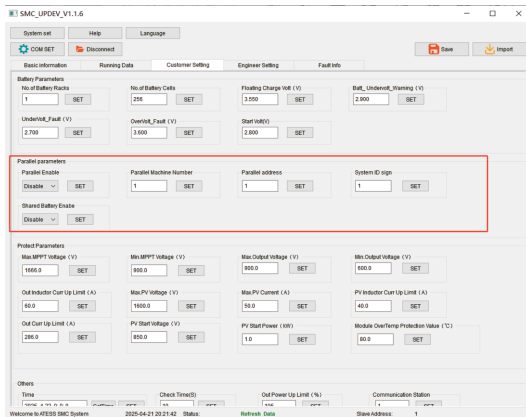 SMC_UPDEV_V1.1.6
System set Help Language
COM SET Disconnect Save Import
Basic information Running Data Customer Setting Engineer Setting Fault Info
Battery Parameters
No.of Battery Racks No.of Battery Cells Floating Charge Volt (V) Batt_ Undervolt_Warning (V)
1 SET 256 SET 3.550 SET 2.900 SET
UnderVolt_Fault (V) OverVolt_Fault (V) Start Volt(V)
2.700 SET 3.600 SET 2.800 SET
Parallel parameters
Parallel Enable Parallel Machine Number Parallel address System ID sign
Disable SET 1 SET 1 SET 1 SET
Shared Battery Enabe
Disable SET
Protect Parameters
Max.MPPT Voltage (V) Min.MPPT Voltage (V) Max.Output Voltage (V) Min.Output Voltage (V)
1666.0 SET 900.0 SET 900.0 SET 600.0 SET
Out Inductor Curr Up Limit (A) Max.PV Voltage (V) Max.PV Current (A) PV Inductor Curr Up Limit (A)
60.0 SET 1600.0 SET 50.0 SET 40.0 SET
Out Curr Up Limit (A) PV Start Voltage (V) PV Start Power (KW) Module OverTemp Protection Value (℃)
286.0 SET 850.0 SET 1.0 SET 80.0 SET
Others
Time Check Time(S) Out Power Up Limit (%) Communication Station
SET 10 SET 105 SET 1 SET
Welcome to ATESS SMC System 2025-04-21 20:21:42 Status: Refresh Data Slave Address: 1